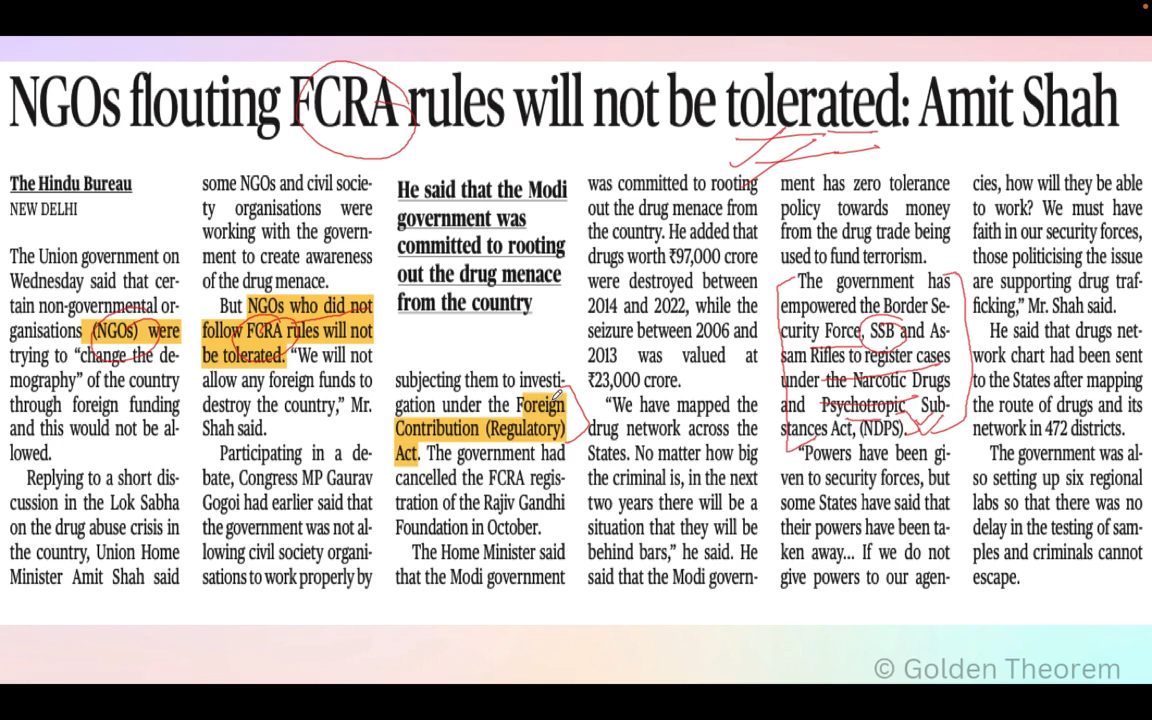 NGOs flouting FCRA rules will not be tolerated: Amit Shah
The Hindu Bureau
NEW DELHI
The Union government on
Wednesday said that cer-
tain non-governmental or-
ganisations (NGOs) were
trying to “change the de-
mography” of the country
through foreign funding
and this would not be al-
lowed.
Replying to a short dis-
cussion in the Lok Sabha
on the drug abuse crisis in
the country, Union Home
Minister Amit Shah said
some NGOs and civil socie-
ty organisations were
working with the govern-
ment to create awareness
of the drug menace.
But NGOs who did not
follow FCRA rules will not
be tolerated. “We will not
allow any foreign funds to
destroy the country,” Mr.
Shah said.
Participating in a de-
bate, Congress MP Gaurav
Gogoi had earlier said that
the government was not al-
lowing civil society organi-
sations to work properly by
He said that the Modi
government was
committed to rooting
out the drug menace
from the country
subjecting them to investi-
gation under the Foreign
Contribution (Regulatory)
Act. The government had
cancelled the FCRA regis-
tration of the Rajiv Gandhi
Foundation in October.
The Home Minister said
that the Modi government
was committed to rooting
out the drug menace from
the country. He added that
drugs worth ₹97,000 crore
were destroyed between
2014 and 2022, while the
seizure between 2006 and
2013 was valued at
₹23,000 crore.
“We have mapped the
drug network across the
States. No matter how big
the criminal is, in the next
two years there will be a
situation that they will be
behind bars,” he said. He
said that the Modi govern-
ment has zero tolerance
policy towards money
from the drug trade being
used to fund terrorism.
The government has
empowered the Border Se-
curity Force, SSB and As-
sam Rifles to register cases
under the Narcotic Drugs
and Psychotropic Sub-
stances Act, (NDPS).
“Powers have been gi-
ven to security forces, but
some States have said that
their powers have been ta-
ken away... If we do not
give powers to our agen-
cies, how will they be able
to work? We must have
faith in our security forces,
those politicising the issue
are supporting drug traf-
ficking,” Mr. Shah said.
He said that drugs net-
work chart had been sent
to the States after mapping
the route of drugs and its
network in 472 districts.
The government was al-
so setting up six regional
labs so that there was no
delay in the testing of sam-
ples and criminals cannot
escape.
© Golden Theorem